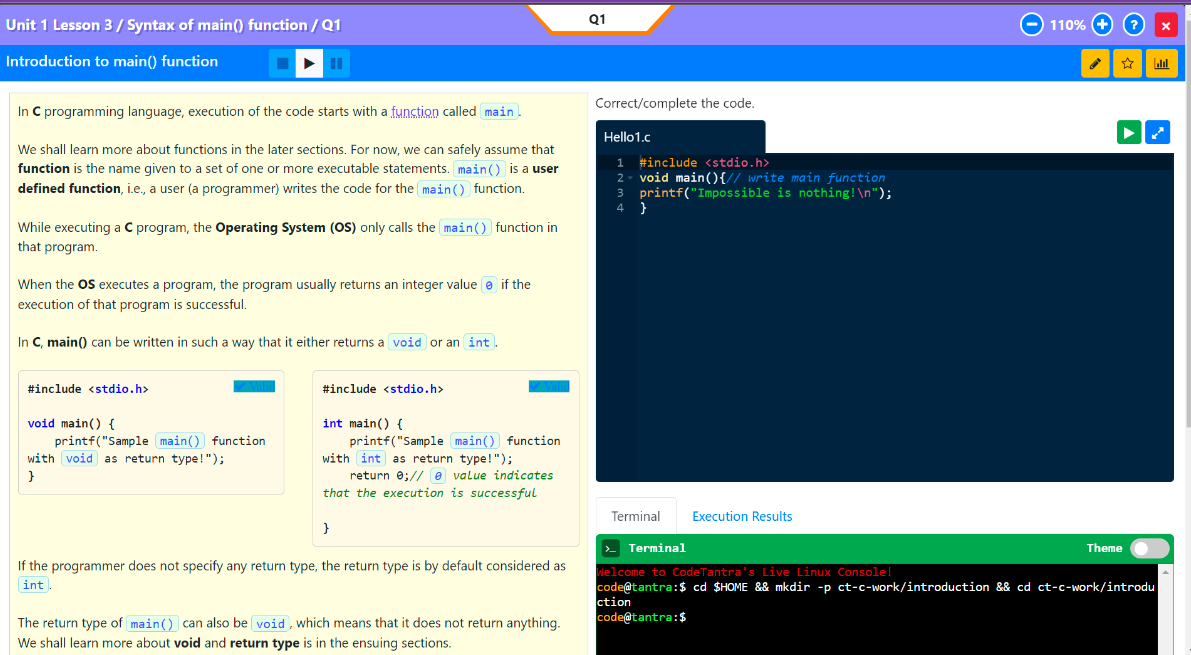 Unit 1 Lesson 3 / Syntax of main() function / Q1
Q1
110%
?
×
Introduction to main() function
In C programming language, execution of the code starts with a function called main.
We shall learn more about functions in the later sections. For now, we can safely assume that
function is the name given to a set of one or more executable statements. main() is a user
defined function, i.e., a user (a programmer) writes the code for the main() function.
While executing a C program, the Operating System (OS) only calls the main() function in
that program.
When the OS executes a program, the program usually returns an integer value 0 if the
execution of that program is successful.
In C, main() can be written in such a way that it either returns a void or an int.
#include <stdio.h>
Valid
void main() {
printf("Sample main() function
with void as return type!");
}
#include <stdio.h>
Valid
int main() {
printf("Sample main() function
with int as return type!");
return 0;// 0 value indicates
that the execution is successful
}
If the programmer does not specify any return type, the return type is by default considered as
int.
The return type of main() can also be void, which means that it does not return anything.
We shall learn more about void and return type is in the ensuing sections.
Correct/complete the code.
Hello1.c
1 #include <stdio.h>
2 void main(){// write main function
3 printf("Impossible is nothing!\n");
4 }
Terminal
Execution Results
Terminal
Theme
Welcome to CodeTantra's Live Linux Console!
code@tantra:$ cd $HOME && mkdir -p ct-c-work/introduction && cd ct-c-work/introdu
ction
code@tantra:$